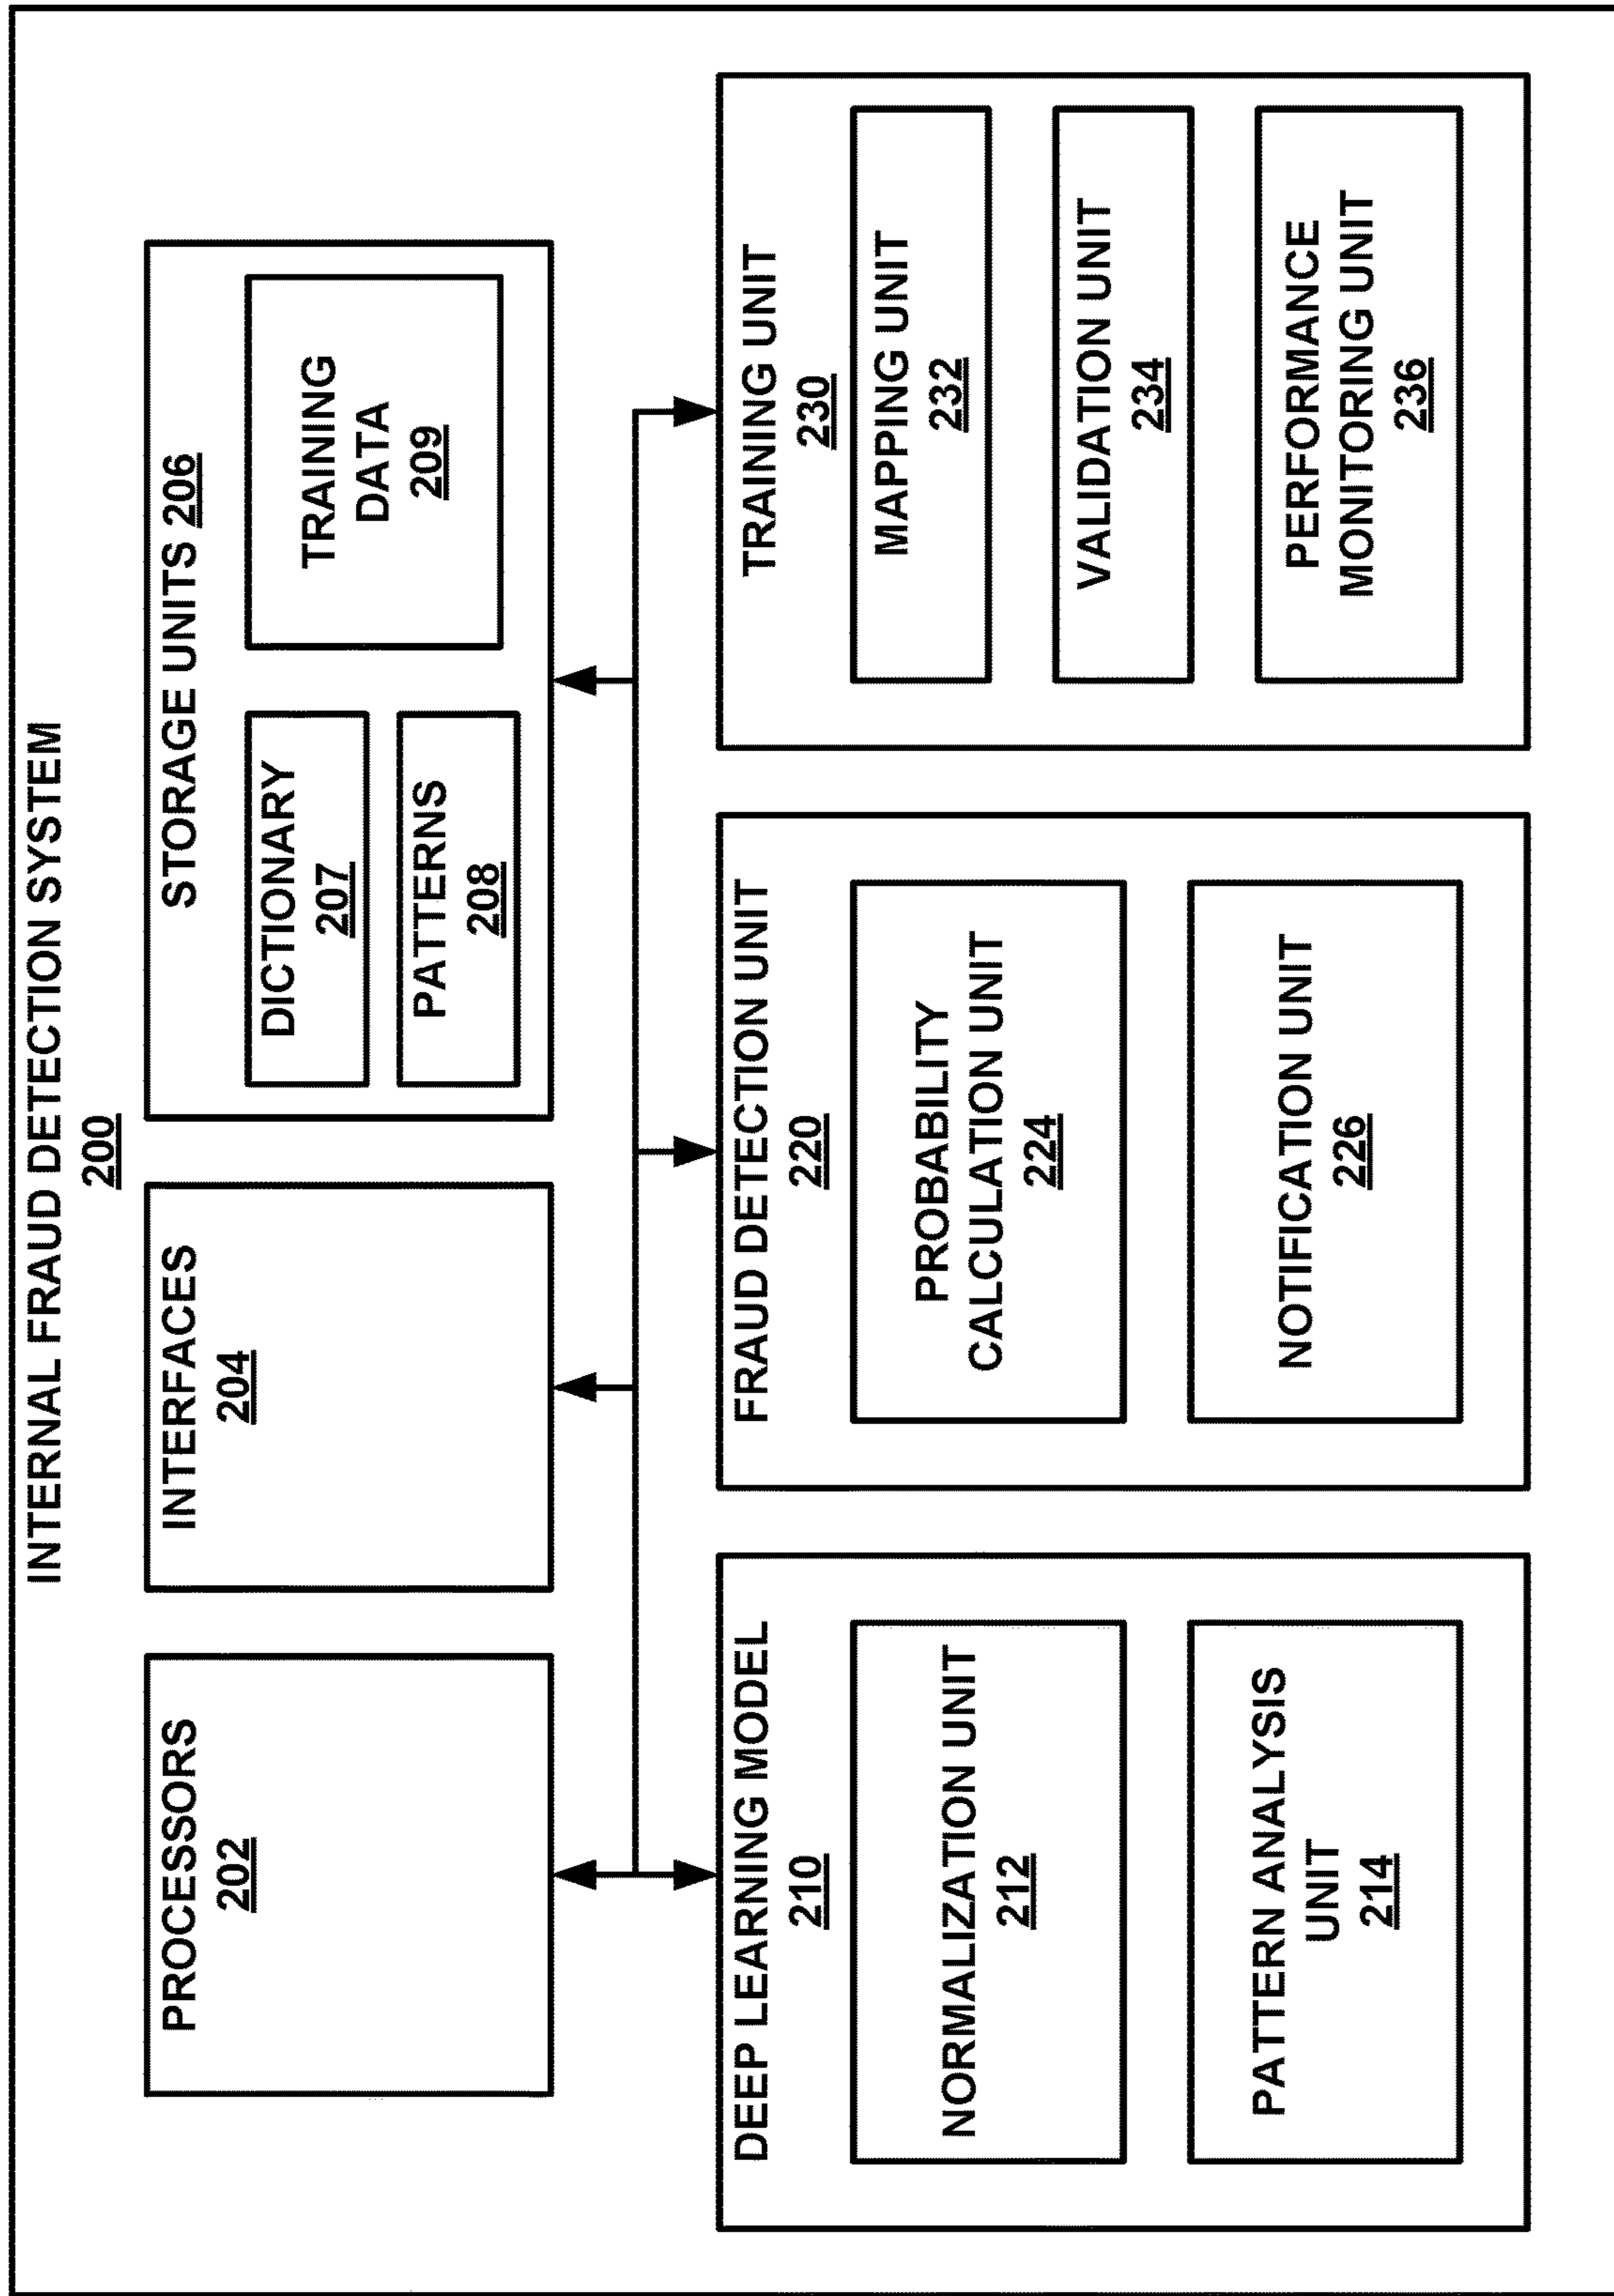 INTERNAL FRAUD DETECTION SYSTEM
200
PROCESSORS
202
INTERFACES
204
STORAGE UNITS 206
DICTIONARY
207
PATTERNS
208
TRAINING
DATA
209
DEEP LEARNING MODEL
210
NORMALIZATION UNIT
212
PATTERN ANALYSIS
UNIT
214
FRAUD DETECTION UNIT
220
PROBABILITY
CALCULATION UNIT
224
NOTIFICATION UNIT
226
TRAINING UNIT
230
MAPPING UNIT
232
VALIDATION UNIT
234
PERFORMANCE
MONITORING UNIT
236